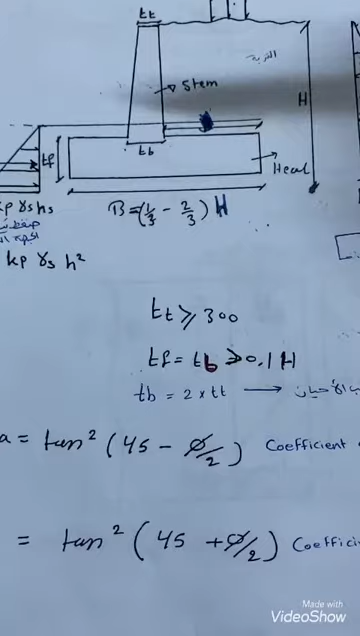 tt
التربة
Stem
H
tf
tb
Heal
B = (1/3 - 2/3) H
kp γs hs
kp γs h²
tt ≥ 300
tf = tb ≥ 0.1 H
tb = 2 × tt →
a = tan² (45 - Ø/2) Coefficient
= tan² (45 + Ø/2) Coeffici
Made with
VideoShow